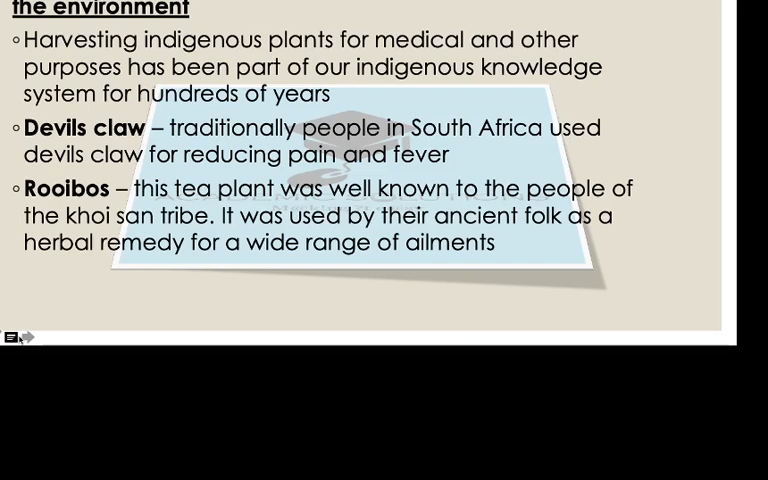 the environment
◦Harvesting indigenous plants for medical and other
purposes has been part of our indigenous knowledge
system for hundreds of years
◦Devils claw – traditionally people in South Africa used
devils claw for reducing pain and fever
◦Rooibos – this tea plant was well known to the people of
the khoi san tribe. It was used by their ancient folk as a
herbal remedy for a wide range of ailments